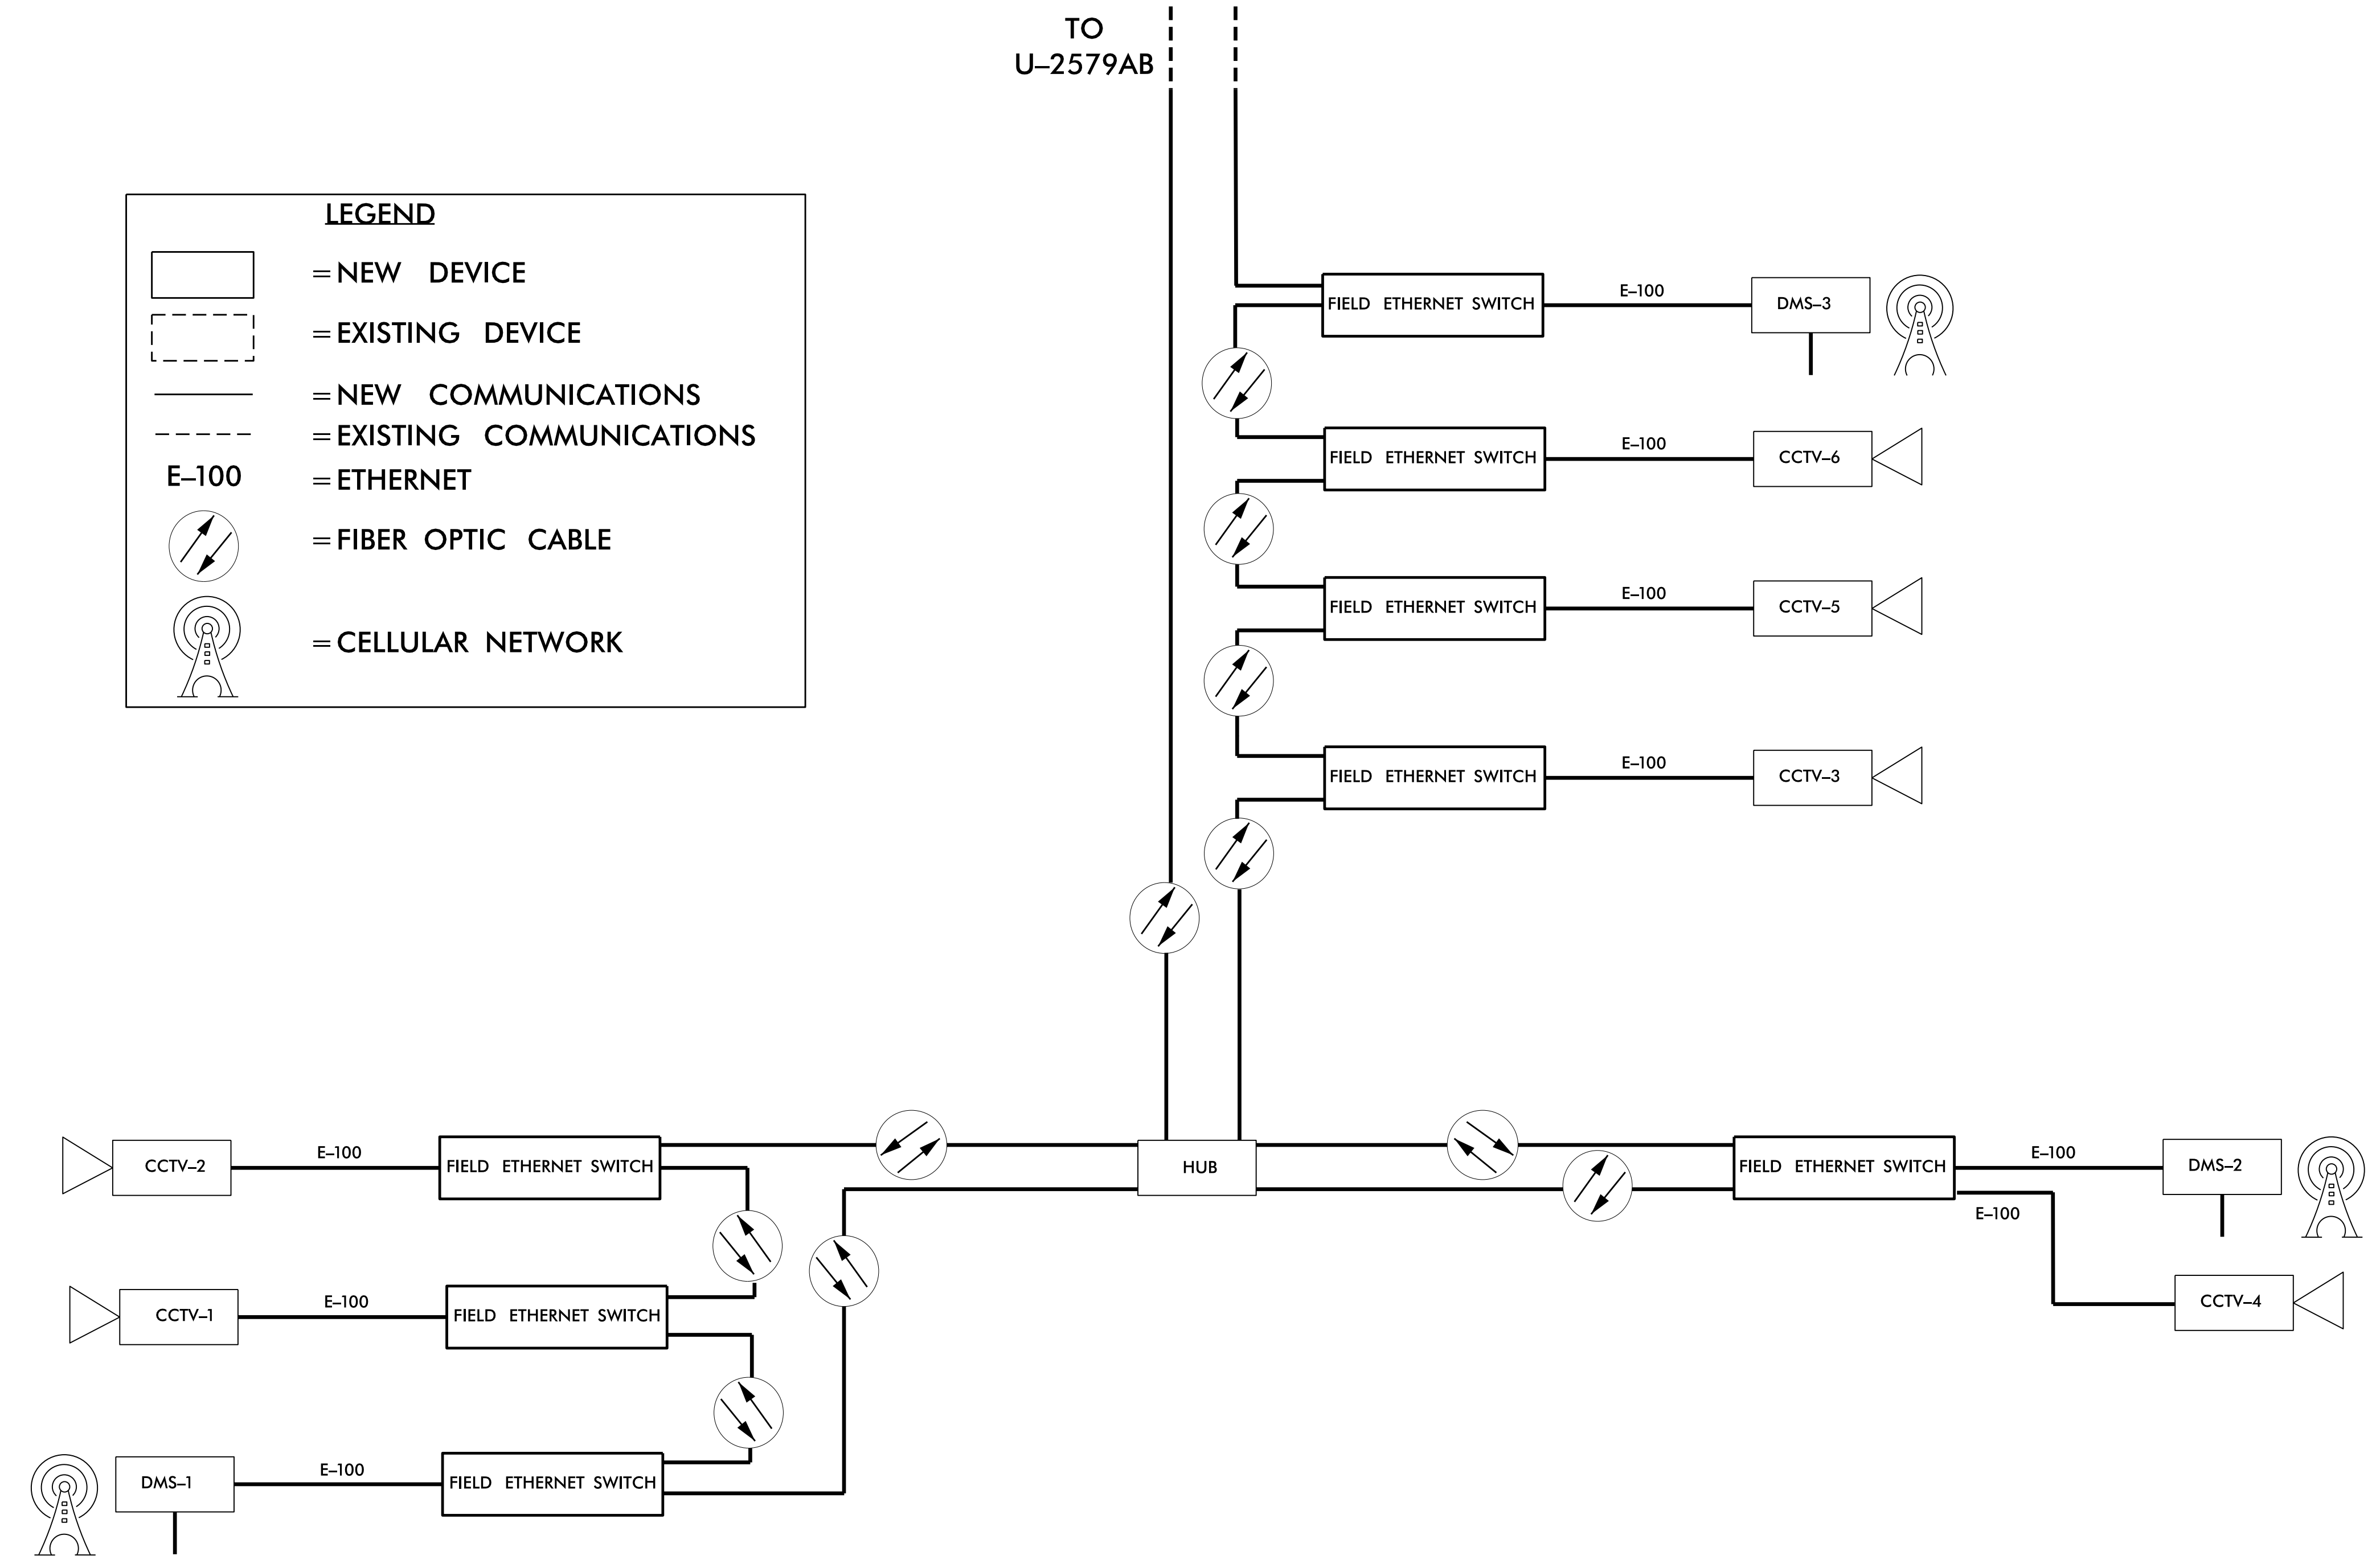 TO
U–2579AB
LEGEND
= NEW DEVICE
= EXISTING DEVICE
= NEW COMMUNICATIONS
= EXISTING COMMUNICATIONS
E–100 = ETHERNET
= FIBER OPTIC CABLE
= CELLULAR NETWORK
FIELD ETHERNET SWITCH E–100 DMS–3
FIELD ETHERNET SWITCH E–100 CCTV–6
FIELD ETHERNET SWITCH E–100 CCTV–5
FIELD ETHERNET SWITCH E–100 CCTV–3
CCTV–2 E–100 FIELD ETHERNET SWITCH HUB FIELD ETHERNET SWITCH E–100 DMS–2
E–100
CCTV–1 E–100 FIELD ETHERNET SWITCH CCTV–4
DMS–1 E–100 FIELD ETHERNET SWITCH